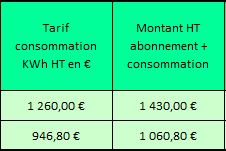 Tarif
consommation
KWh HT en €
Montant HT
abonnement +
consommation
1 260,00 €
1 430,00 €
946,80 €
1 060,80 €